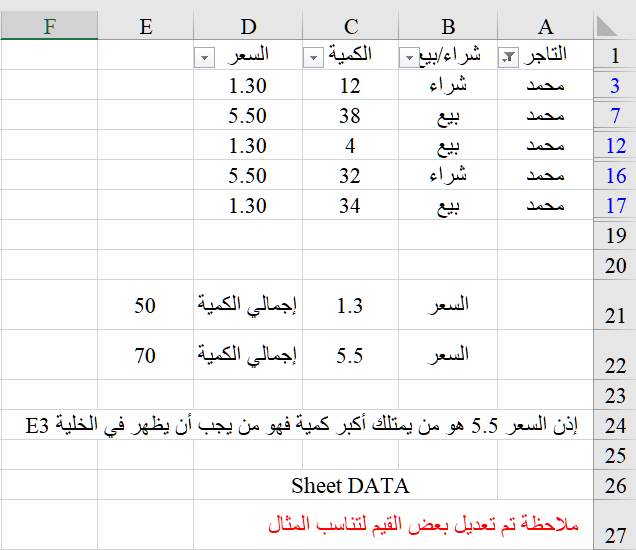 A B C D E F
1 التاجر شراء/بيع الكمية السعر
3 محمد شراء 12 1.30
7 محمد بيع 38 5.50
12 محمد بيع 4 1.30
16 محمد شراء 32 5.50
17 محمد بيع 34 1.30
19
20
21 السعر 1.3 إجمالي الكمية 50
22 السعر 5.5 إجمالي الكمية 70
23
24 إذن السعر 5.5 هو من يمتلك أكبر كمية فهو من يجب أن يظهر في الخلية E3
25
26 Sheet DATA
27 ملاحظة تم تعديل بعض القيم لتناسب المثال